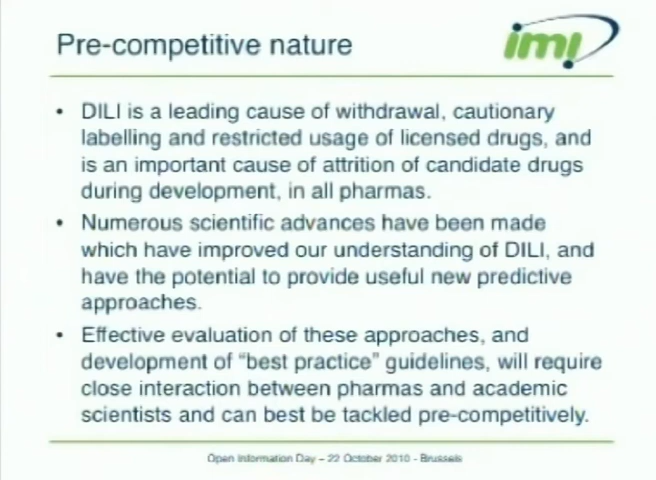 Pre-competitive nature
imi
• DILI is a leading cause of withdrawal, cautionary
labelling and restricted usage of licensed drugs, and
is an important cause of attrition of candidate drugs
during development, in all pharmas.
• Numerous scientific advances have been made
which have improved our understanding of DILI, and
have the potential to provide useful new predictive
approaches.
• Effective evaluation of these approaches, and
development of “best practice” guidelines, will require
close interaction between pharmas and academic
scientists and can best be tackled pre-competitively.
Open Information Day – 22 October 2010 - Brussels